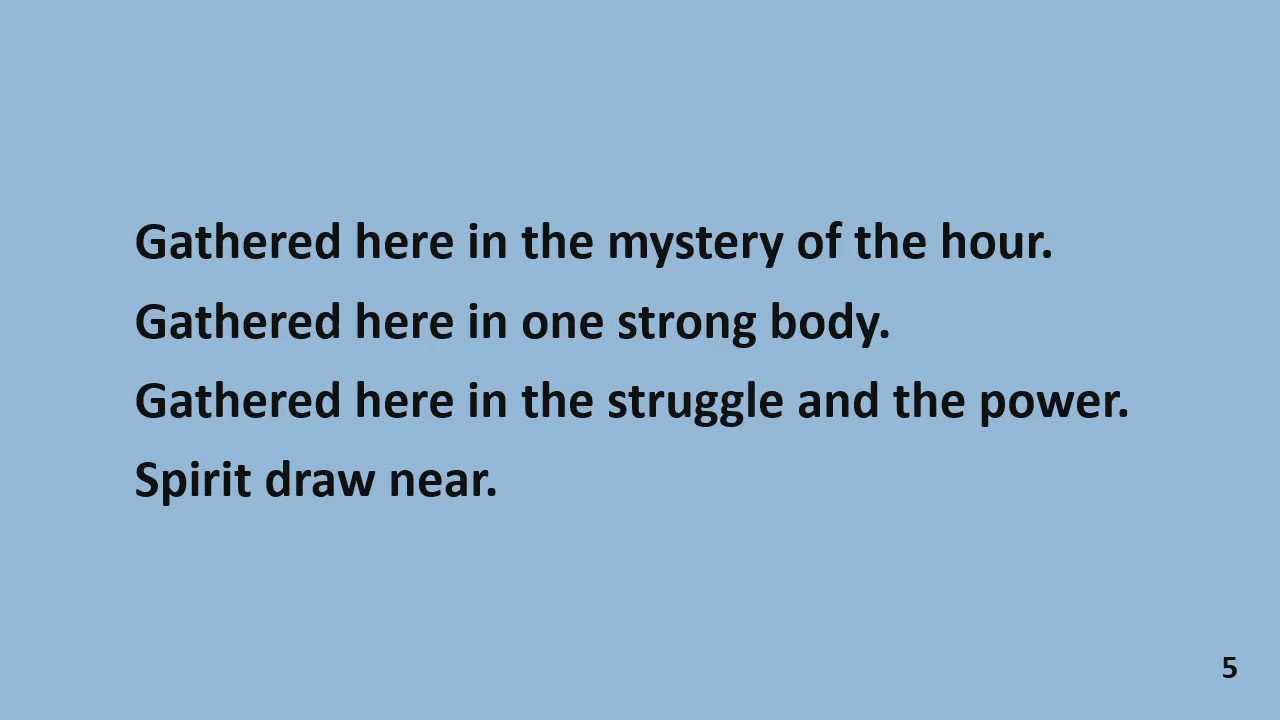 Gathered here in the mystery of the hour.
Gathered here in one strong body.
Gathered here in the struggle and the power.
Spirit draw near.
5